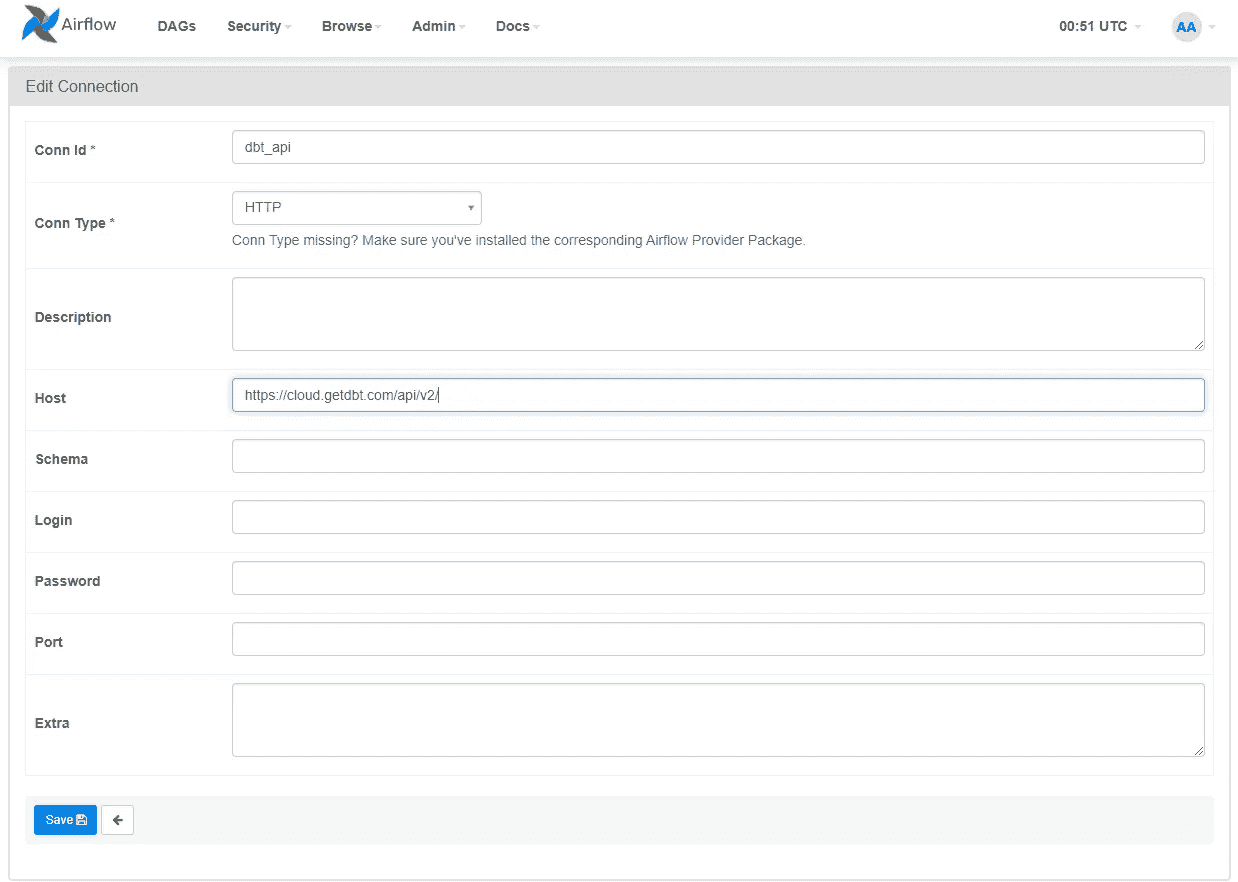 Airflow DAGs Security Browse Admin Docs 00:51 UTC AA
Edit Connection
Conn Id * dbt_api
Conn Type * HTTP
Conn Type missing? Make sure you've installed the corresponding Airflow Provider Package.
Description
Host https://cloud.getdbt.com/api/v2/
Schema
Login
Password
Port
Extra
Save